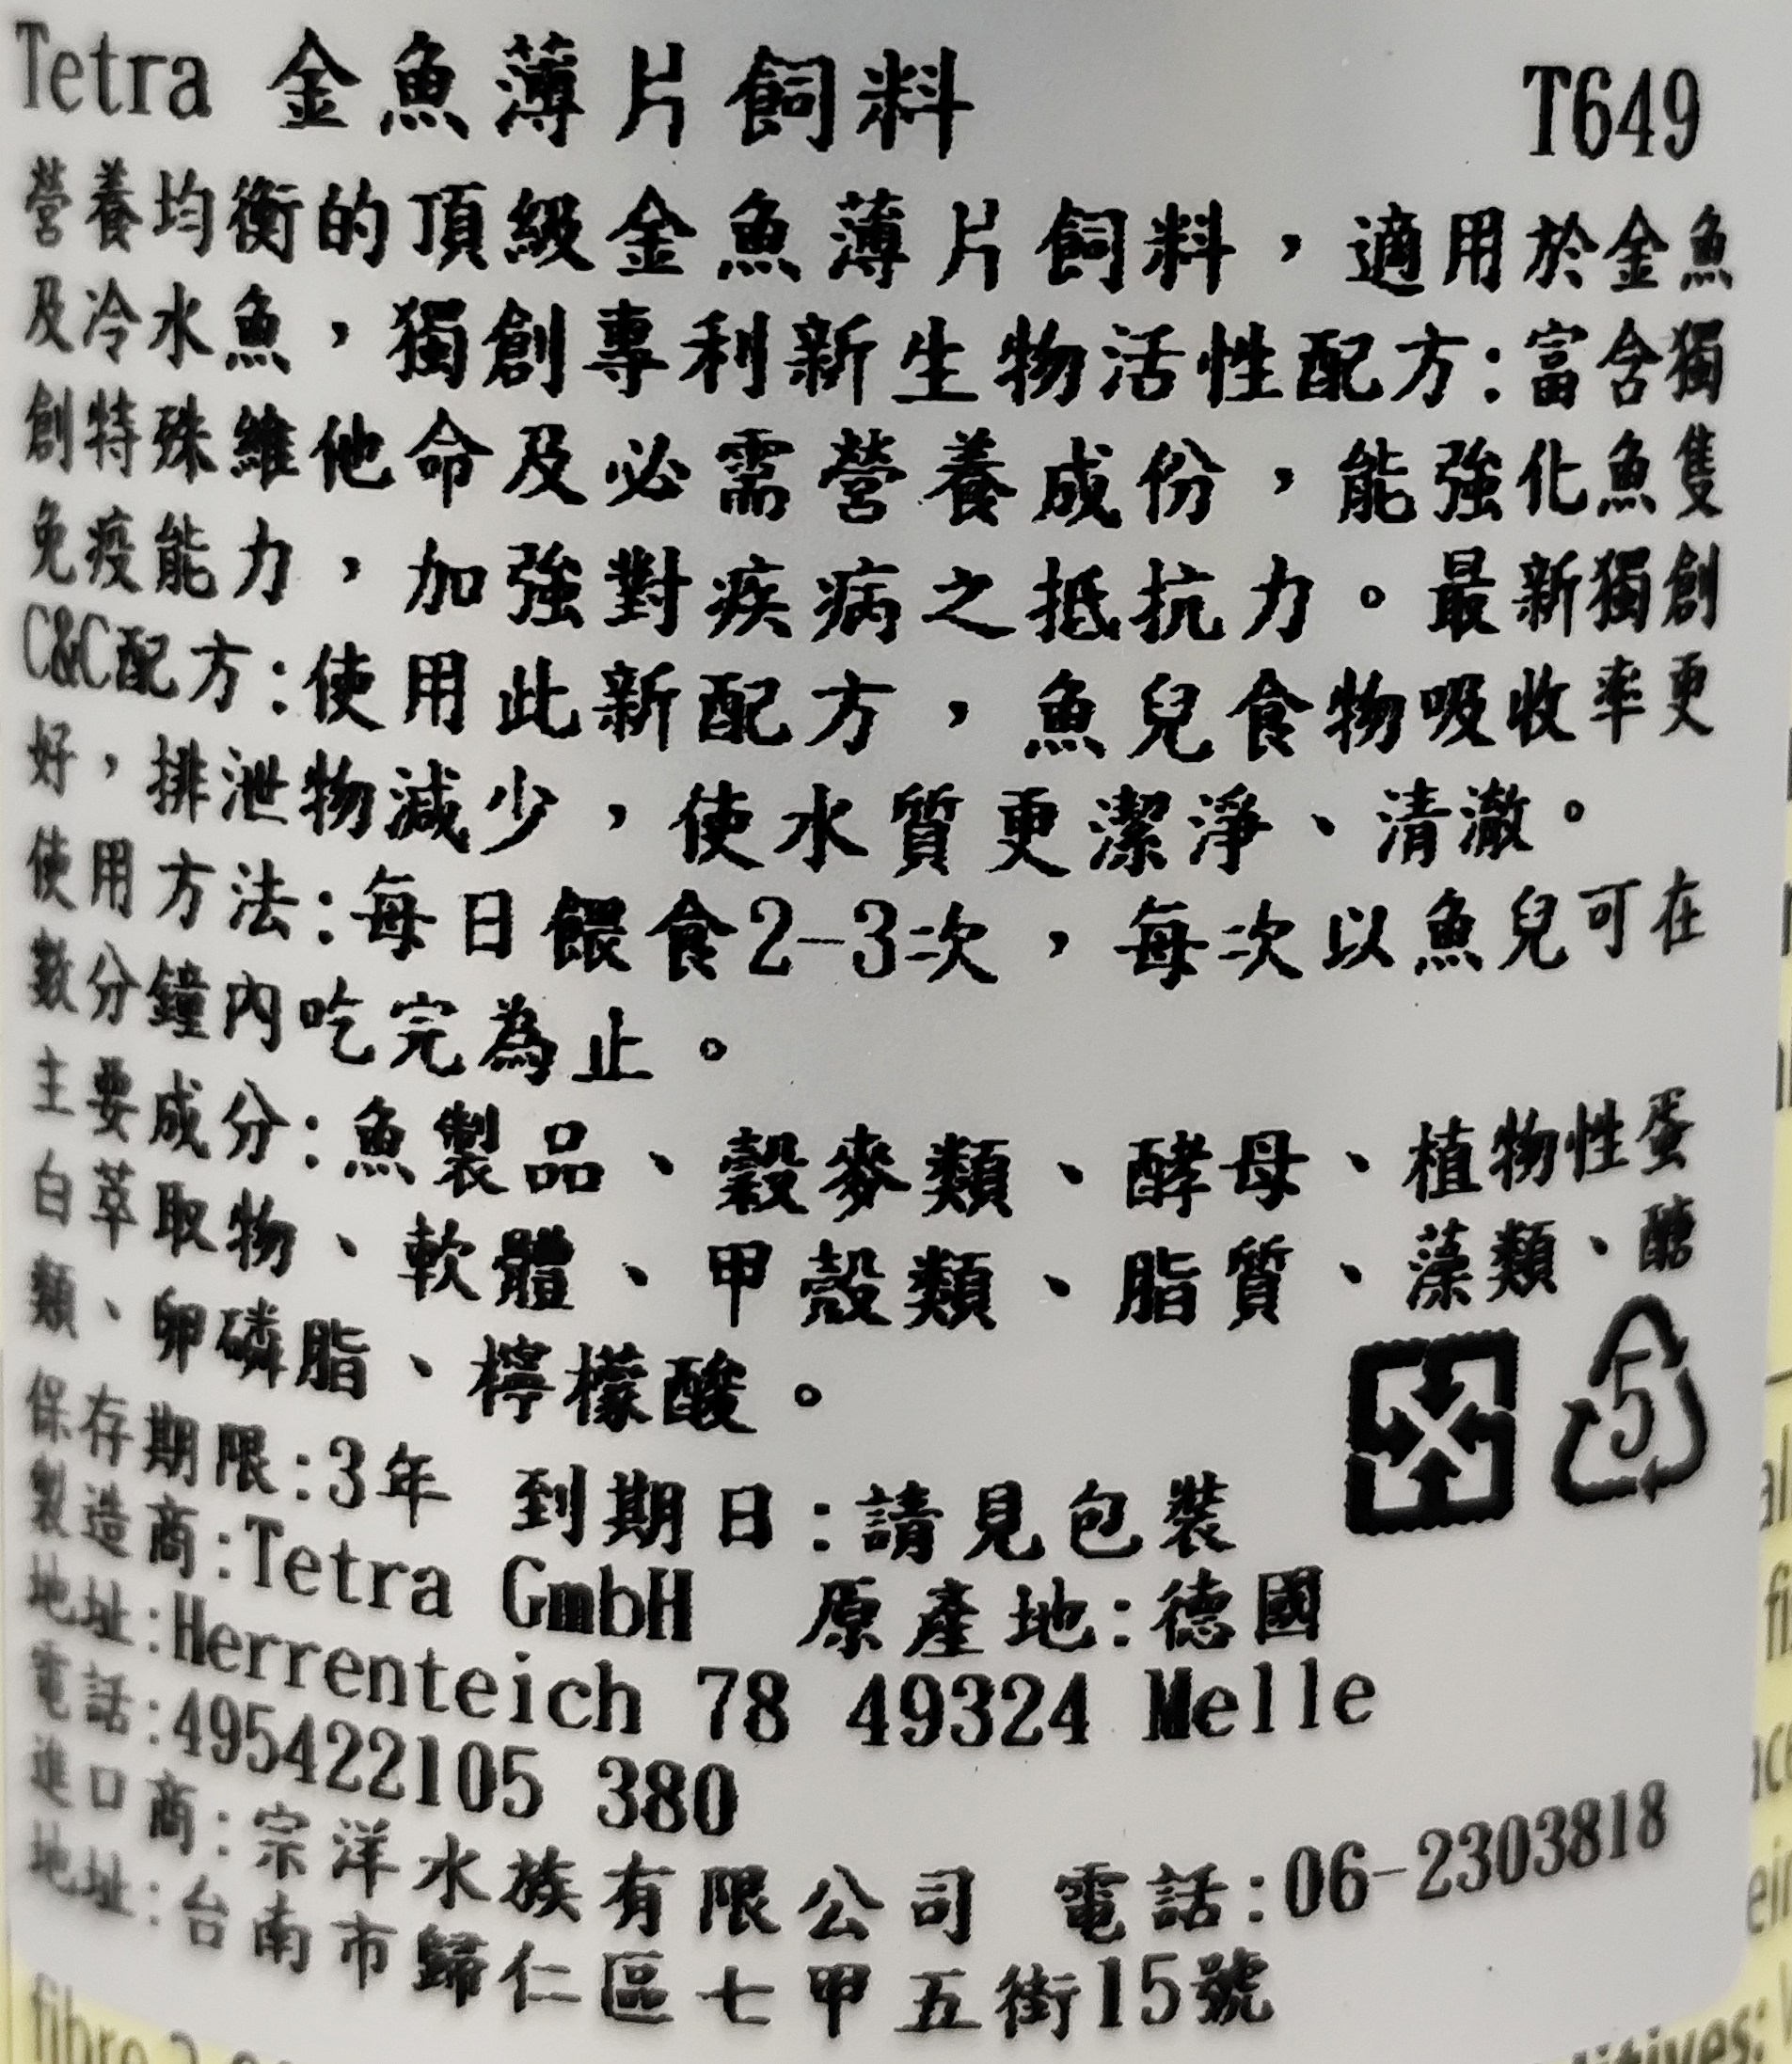 Tetra 金魚薄片飼料 T649
營養均衡的頂級金魚薄片飼料，適用於金魚
及冷水魚，獨創專利新生物活性配方:富含獨
創特殊維他命及必需營養成份，能強化魚隻
免疫能力，加強對疾病之抵抗力。最新獨創
C&C配方:使用此新配方，魚兒食物吸收率更
好，排泄物減少，使水質更潔淨、清澈。
使用方法:每日餵食2-3次，每次以魚兒可在
數分鐘內吃完為止。
主要成分:魚製品、穀麥類、酵母、植物性蛋
白萃取物、軟體、甲殼類、脂質、藻類、醣
類、卵磷脂、檸檬酸。
5
保存期限:3年 到期日:請見包裝
製造商:Tetra GmbH 原產地:德國
地址:Herrenteich 78 49324 Melle
電話:495422105 380
進口商:宗洋水族有限公司 電話:06-2303818
地址:台南市歸仁區七甲五街15號
fibre